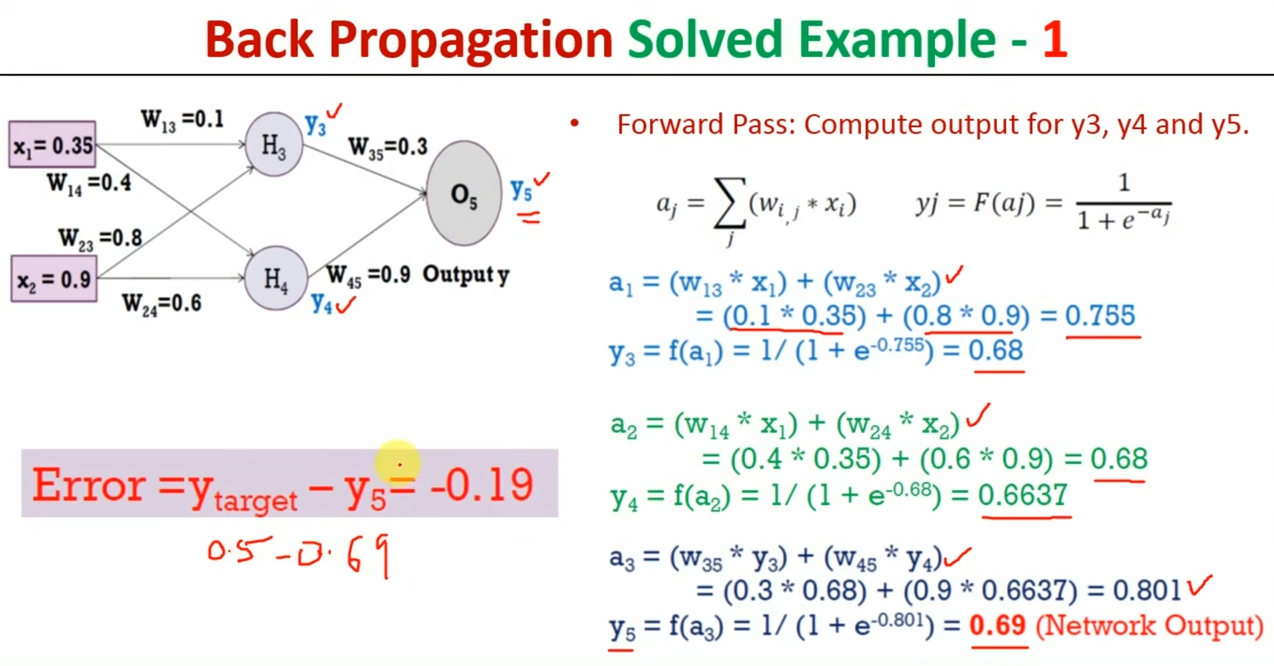 Back Propagation Solved Example - 1
W13 =0.1
y3 ✓
x1= 0.35
H3
W35=0.3
W14 =0.4
O5
y5 ✓
W23 =0.8
x2 = 0.9
H4
W45 =0.9 Output y
W24=0.6
y4 ✓
Error =ytarget – y5= -0.19
0.5 - 0.69
• Forward Pass: Compute output for y3, y4 and y5.
aj = ∑j (wi,j * xi)    yj = F(aj) = 1 / 1 + e^−aj
a1 = (w13 * x1) + (w23 * x2) ✓
= (0.1 * 0.35) + (0.8 * 0.9) = 0.755
y3 = f(a1) = 1/ (1 + e^-0.755) = 0.68
a2 = (w14 * x1) + (w24 * x2) ✓
= (0.4 * 0.35) + (0.6 * 0.9) = 0.68
y4 = f(a2) = 1/ (1 + e^-0.68) = 0.6637
a3 = (w35 * y3) + (w45 * y4) ✓
= (0.3 * 0.68) + (0.9 * 0.6637) = 0.801 ✓
y5 = f(a3) = 1/ (1 + e^-0.801) = 0.69 (Network Output)